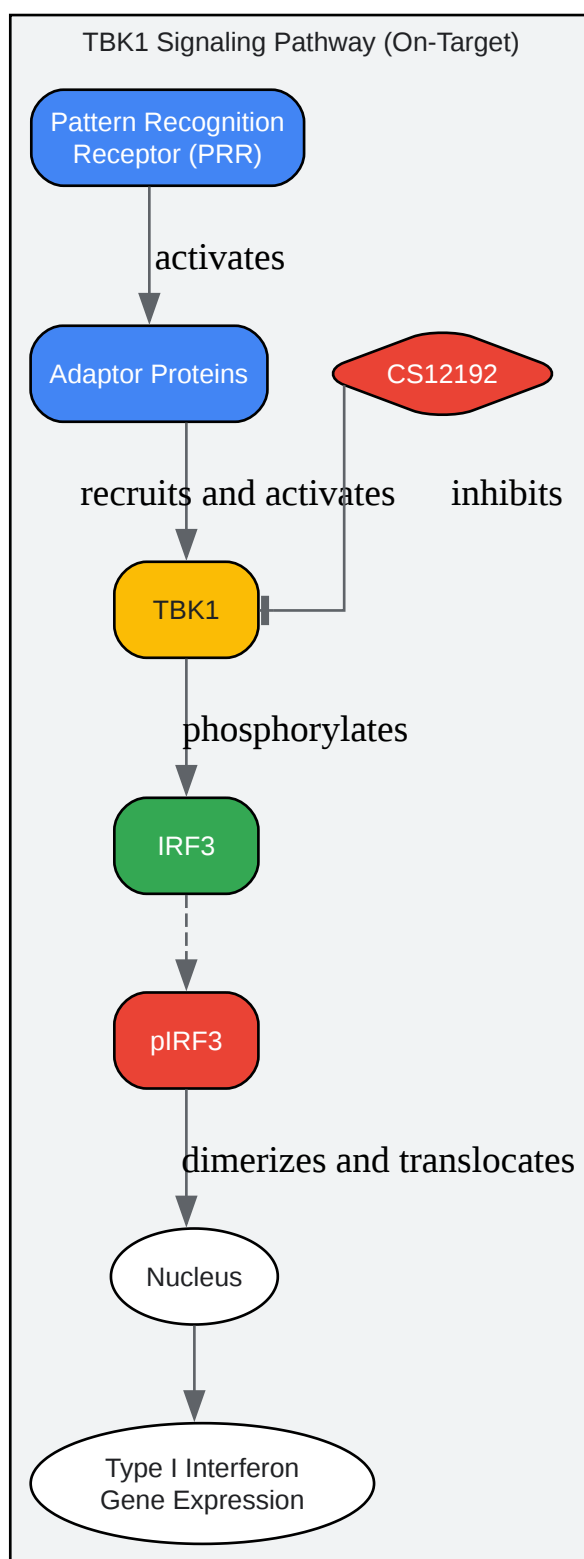 TBK1 Signaling Pathway (On-Target)
Pattern Recognition
Receptor (PRR)
activates
Adaptor Proteins
CS12192
recruits and activates
inhibits
TBK1
phosphorylates
IRF3
pIRF3
dimerizes and translocates
Nucleus
Type I Interferon
Gene Expression